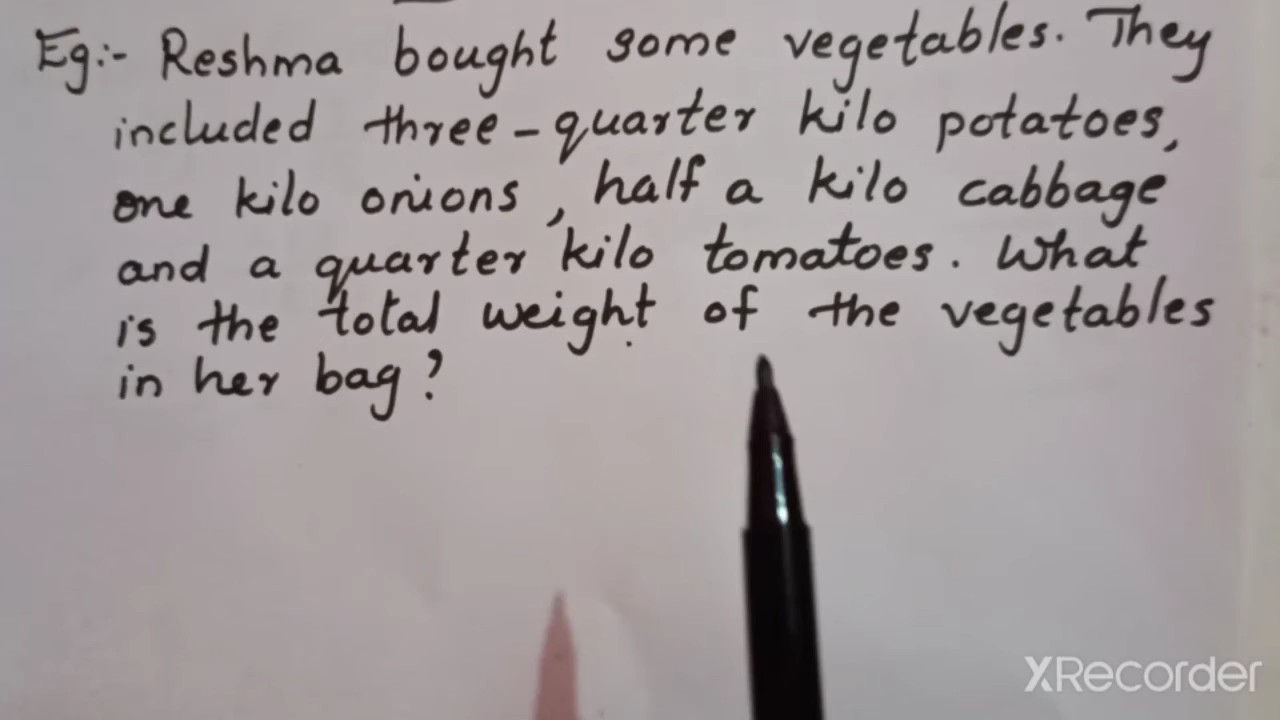 Eg:- Reshma bought some vegetables. They
included three-quarter kilo potatoes,
one kilo onions, half a kilo cabbage
and a quarter kilo tomatoes. What
is the total weight of the vegetables
in her bag?
XRecorder